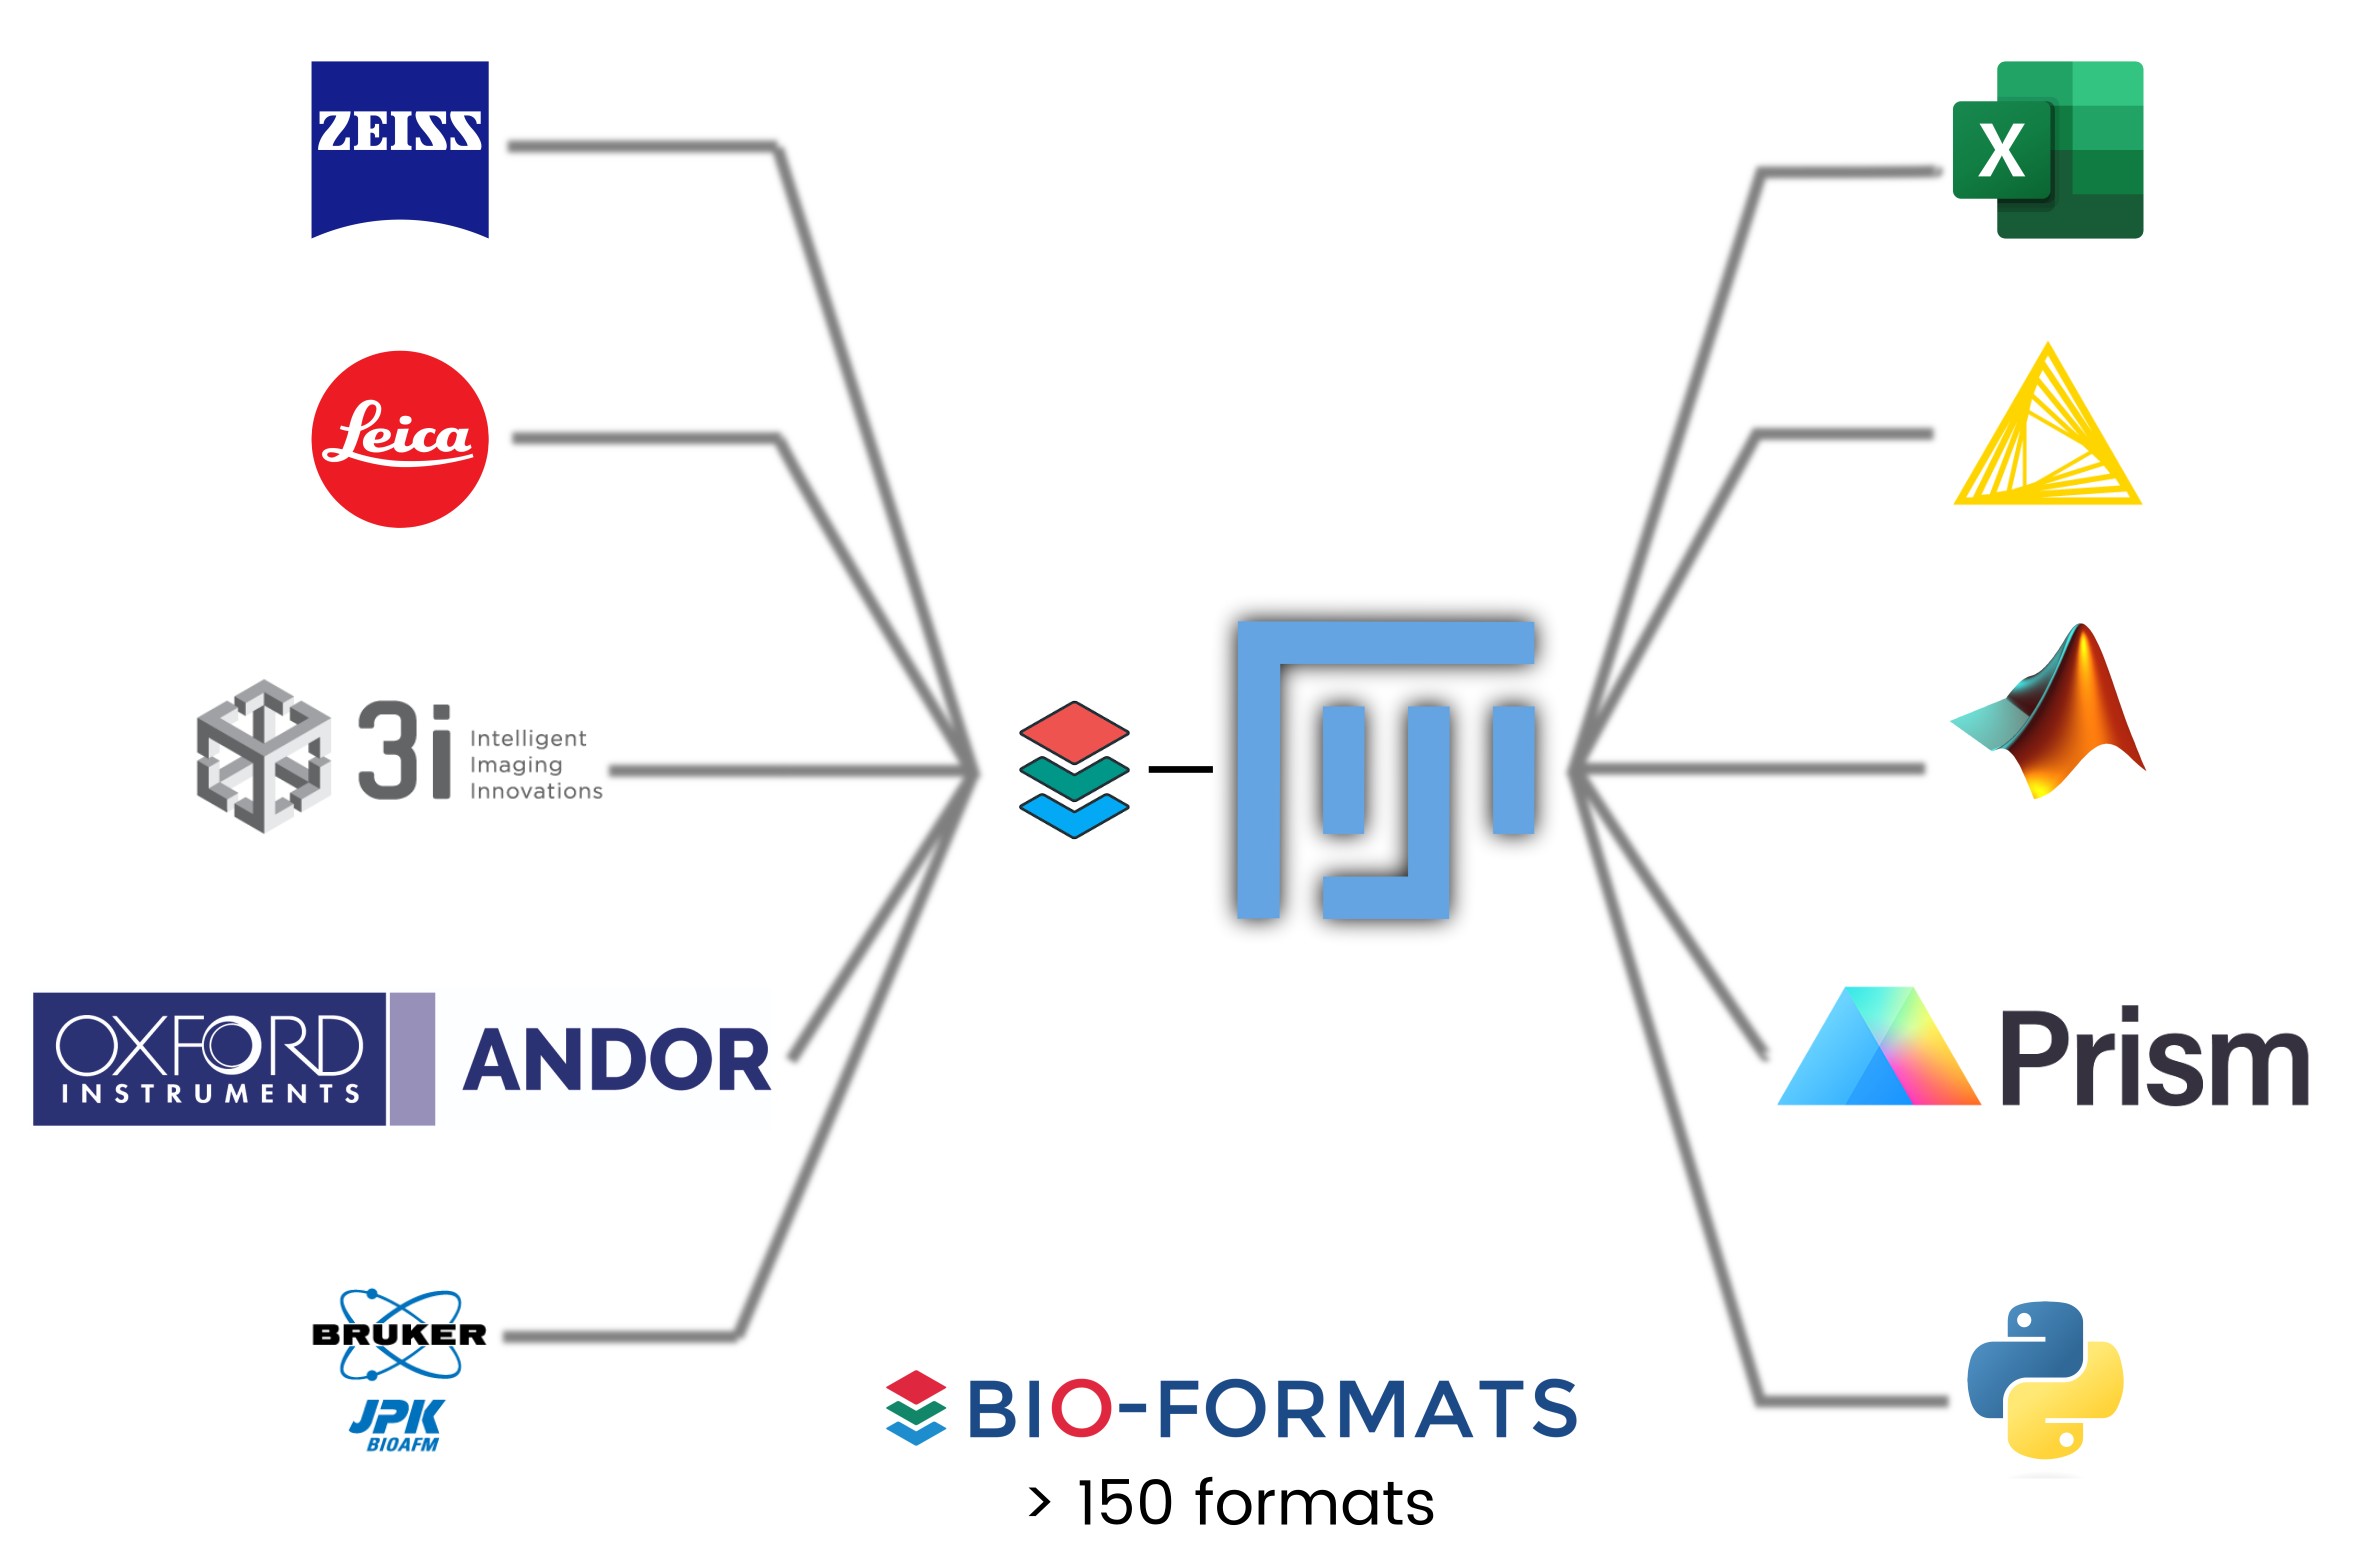 ZEISS
X
Leica
3i
Intelligent
Imaging
Innovations
OXFORD
INSTRUMENTS
ANDOR
Prism
BRUKER
JPK
BIOAFM
BIO-FORMATS
> 150 formats